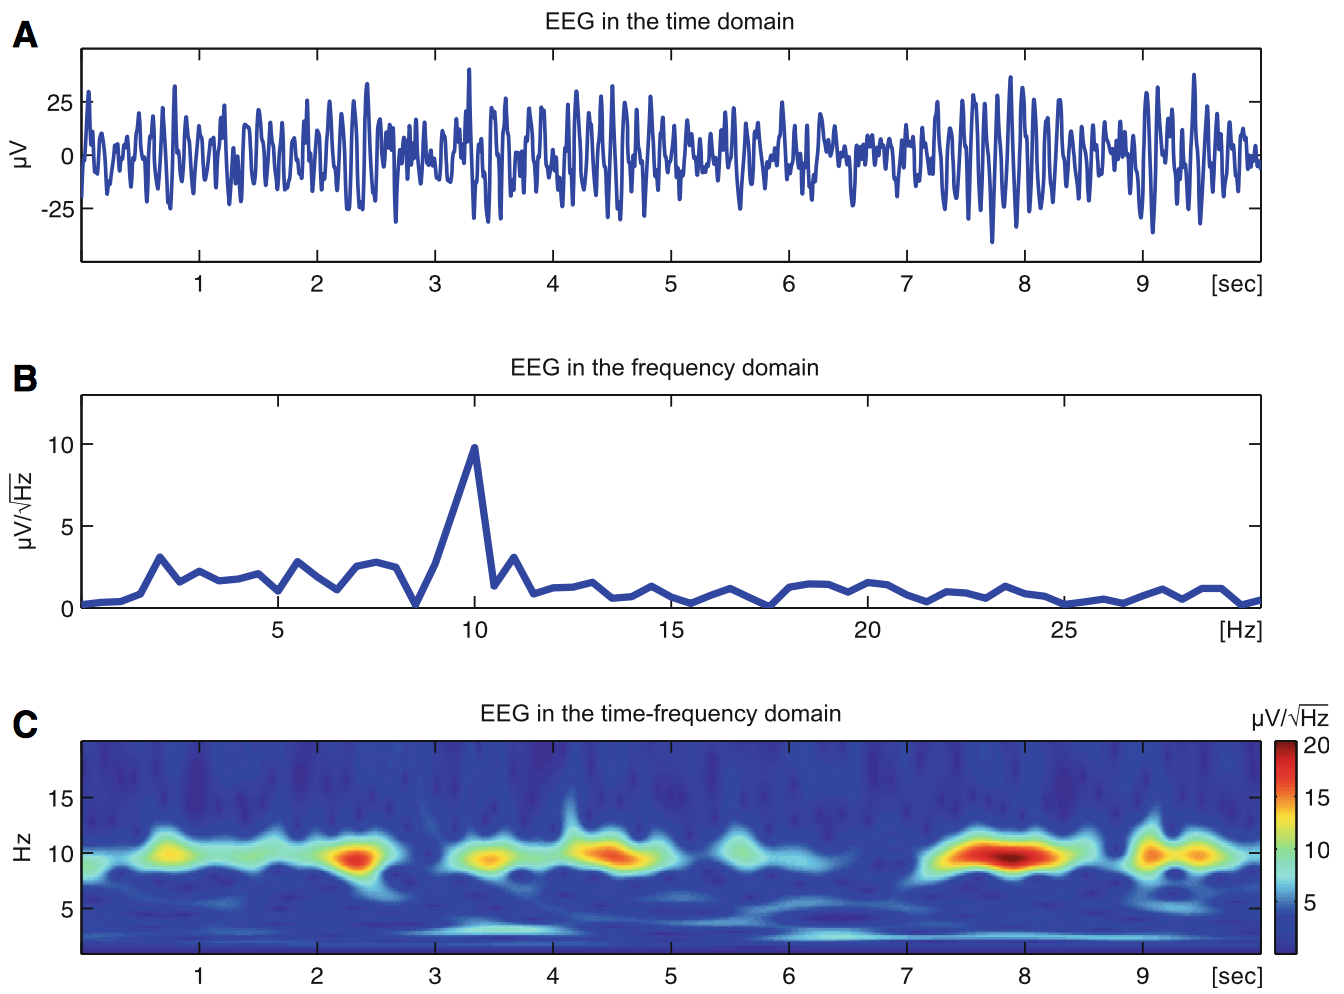 A
EEG in the time domain
µV
25
0
-25
1 2 3 4 5 6 7 8 9 [sec]
B
EEG in the frequency domain
µV/√Hz
10
5
0
5 10 15 20 25 [Hz]
C
EEG in the time-frequency domain
µV/√Hz
Hz
15
10
5
20
15
10
5
1 2 3 4 5 6 7 8 9 [sec]